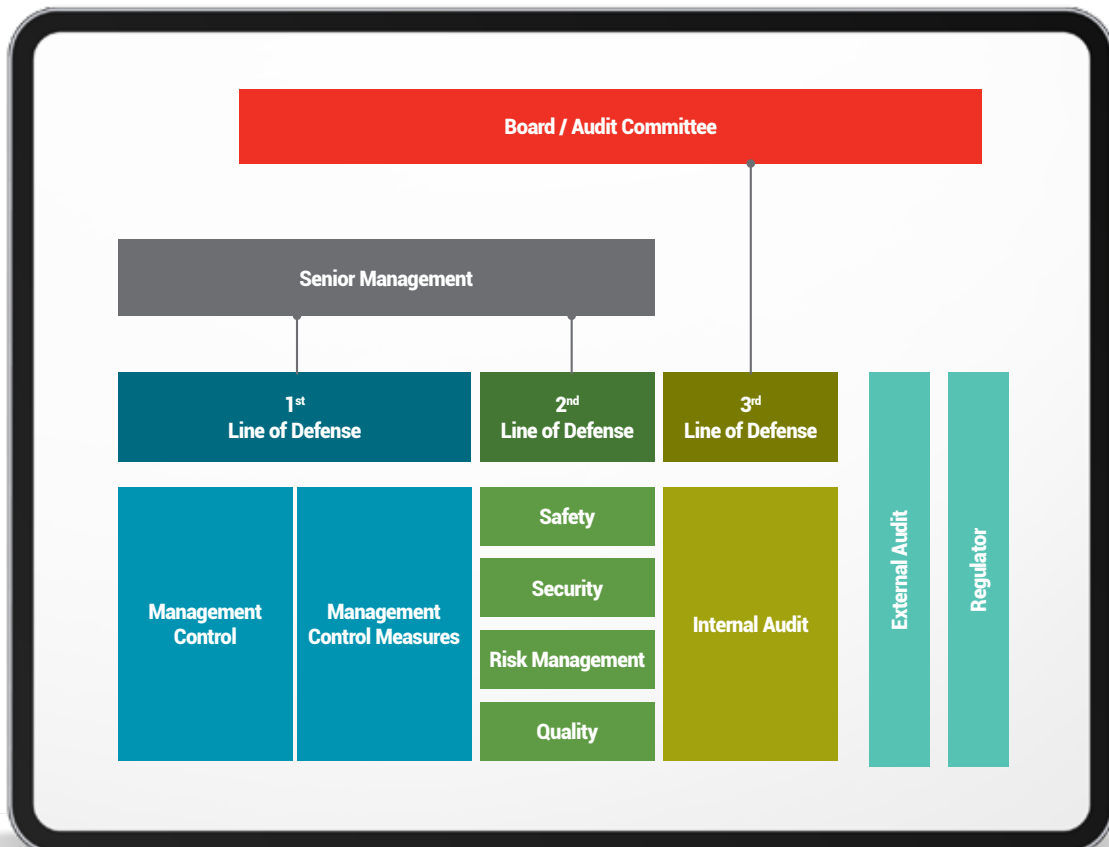 Board / Audit Committee
Senior Management
1st
Line of Defense
2nd
Line of Defense
3rd
Line of Defense
Management
Control
Management
Control Measures
Safety
Security
Risk Management
Quality
Internal Audit
External Audit
Regulator